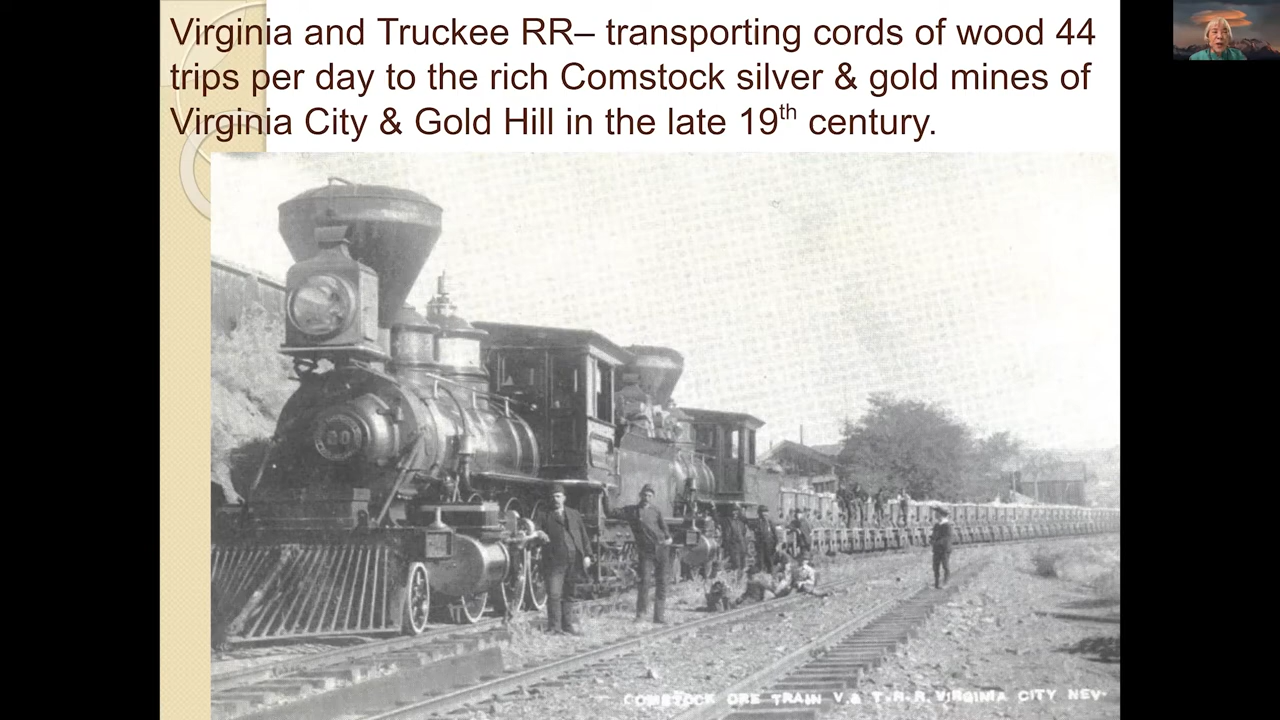 Virginia and Truckee RR– transporting cords of wood 44
trips per day to the rich Comstock silver & gold mines of
Virginia City & Gold Hill in the late 19th century.
COMSTOCK ORE TRAIN V. & T. R. R. VIRGINIA CITY NEV-